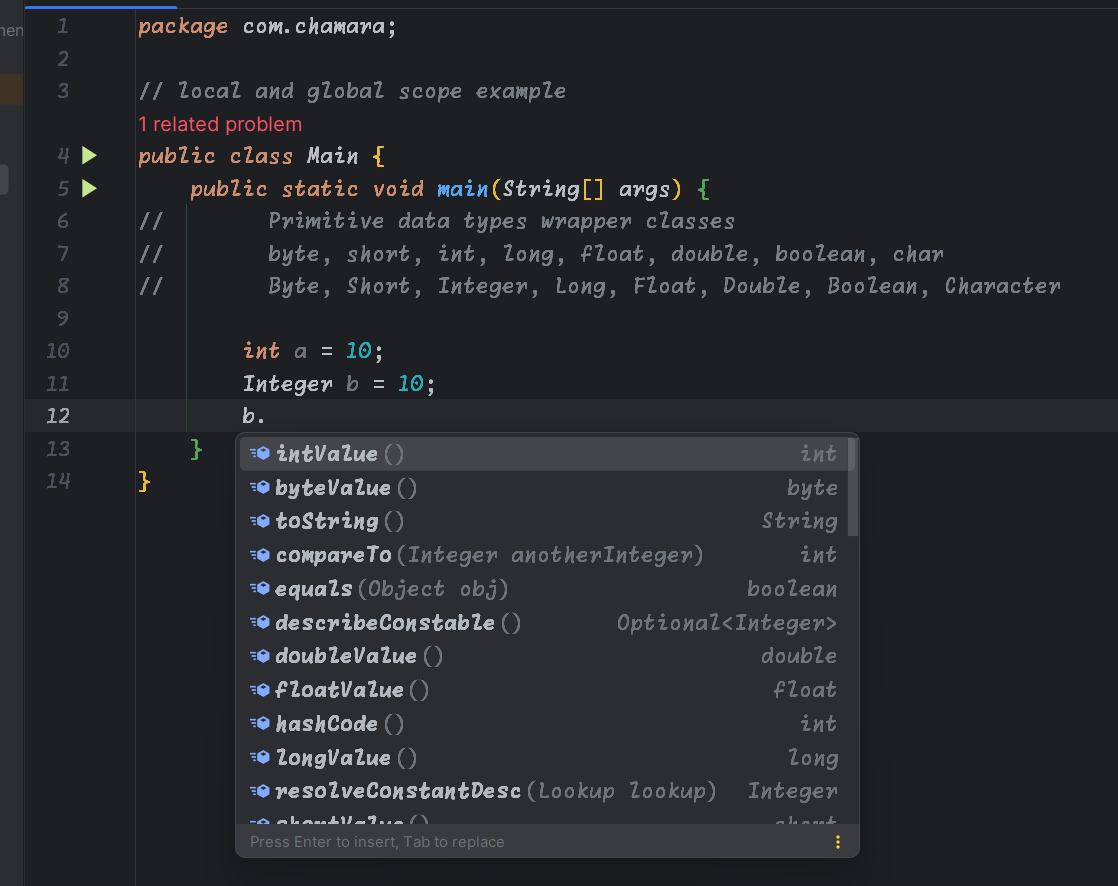 men
1 package com.chamara;
2
3 // local and global scope example
1 related problem
4 public class Main {
5 public static void main(String[] args) {
6 // Primitive data types wrapper classes
7 // byte, short, int, long, float, double, boolean, char
8 // Byte, Short, Integer, Long, Float, Double, Boolean, Character
9
10 int a = 10;
11 Integer b = 10;
12 b.
13 }
14 }
intValue() int
byteValue() byte
toString() String
compareTo(Integer anotherInteger) int
equals(Object obj) boolean
describeConstable() Optional<Integer>
doubleValue() double
floatValue() float
hashCode() int
longValue() long
resolveConstantDesc(Lookup lookup) Integer
shortValue() short
Press Enter to insert, Tab to replace